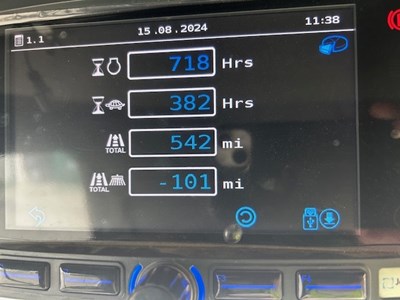 1.1 15.08.2024 11:38
718 Hrs
382 Hrs
542 mi
TOTAL
-101 mi
TOTAL